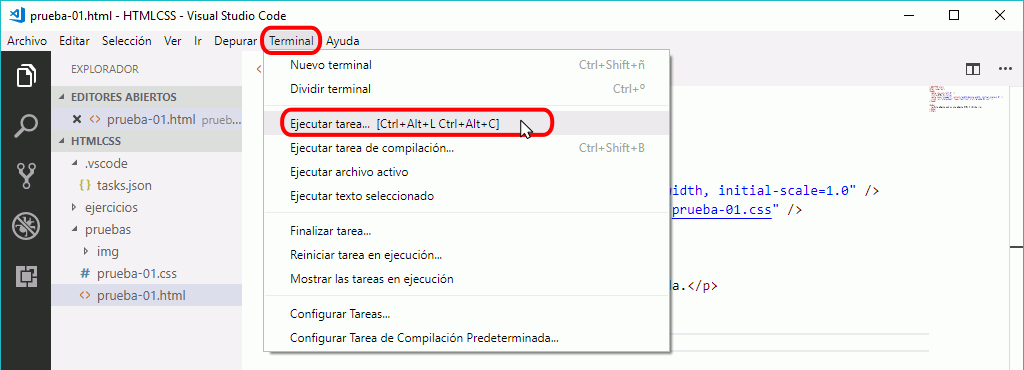 prueba-01.html - HTMLCSS - Visual Studio Code
Archivo Editar Selección Ver Ir Depurar Terminal Ayuda
EXPLORADOR
EDITORES ABIERTOS
prueba-01.html prueb...
HTMLCSS
.vscode
{ } tasks.json
ejercicios
pruebas
img
# prueba-01.css
<> prueba-01.html
Nuevo terminal Ctrl+Shift+ñ
Dividir terminal Ctrl+º
Ejecutar tarea... [Ctrl+Alt+L Ctrl+Alt+C]
Ejecutar tarea de compilación... Ctrl+Shift+B
Ejecutar archivo activo
Ejecutar texto seleccionado
Finalizar tarea...
Reiniciar tarea en ejecución...
Mostrar las tareas en ejecución
Configurar Tareas...
Configurar Tarea de Compilación Predeterminada...
idth, initial-scale=1.0" />
prueba-01.css" />
a.</p>